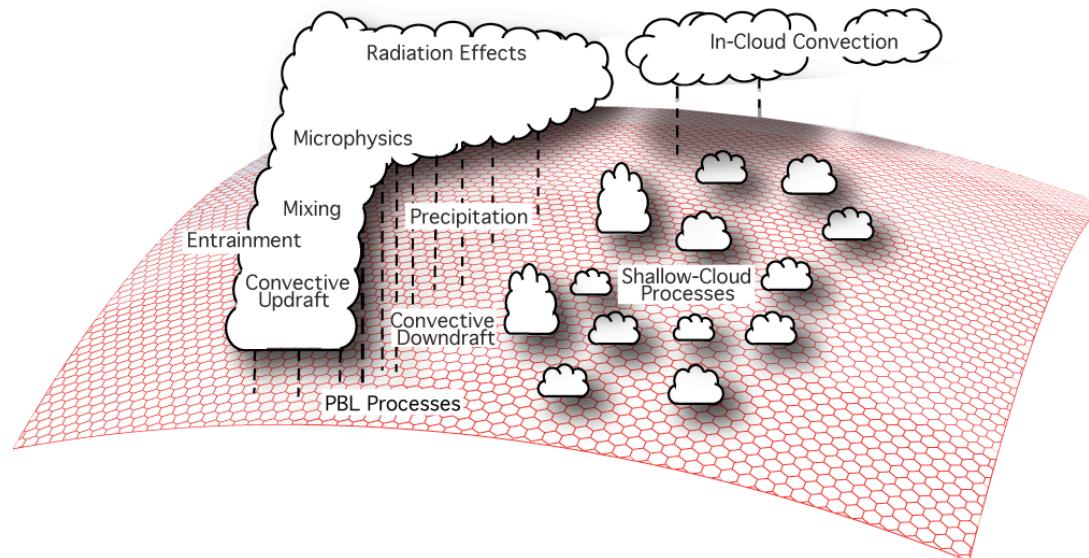 Radiation Effects
In-Cloud Convection
Microphysics
Mixing
Precipitation
Entrainment
Convective
Updraft
Shallow-Cloud
Processes
Convective
Downdraft
PBL Processes